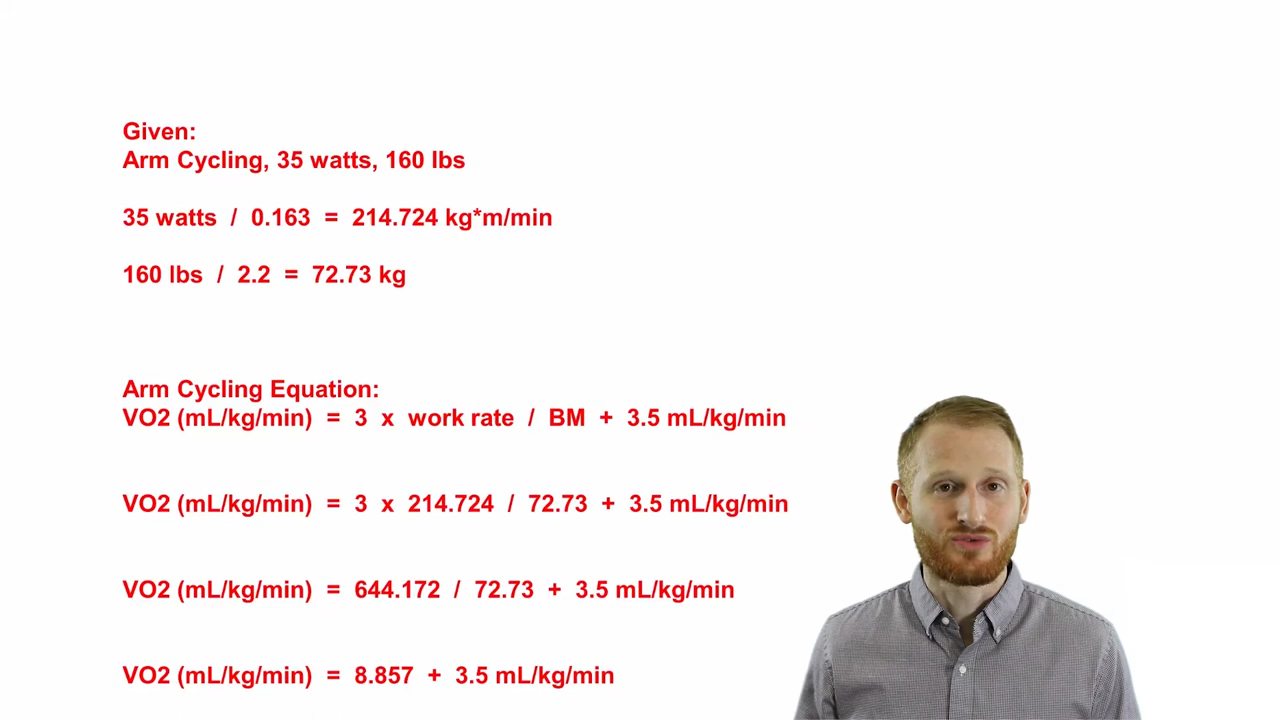 Given:
Arm Cycling, 35 watts, 160 lbs
35 watts / 0.163 = 214.724 kg*m/min
160 lbs / 2.2 = 72.73 kg
Arm Cycling Equation:
VO2 (mL/kg/min) = 3 x work rate / BM + 3.5 mL/kg/min
VO2 (mL/kg/min) = 3 x 214.724 / 72.73 + 3.5 mL/kg/min
VO2 (mL/kg/min) = 644.172 / 72.73 + 3.5 mL/kg/min
VO2 (mL/kg/min) = 8.857 + 3.5 mL/kg/min